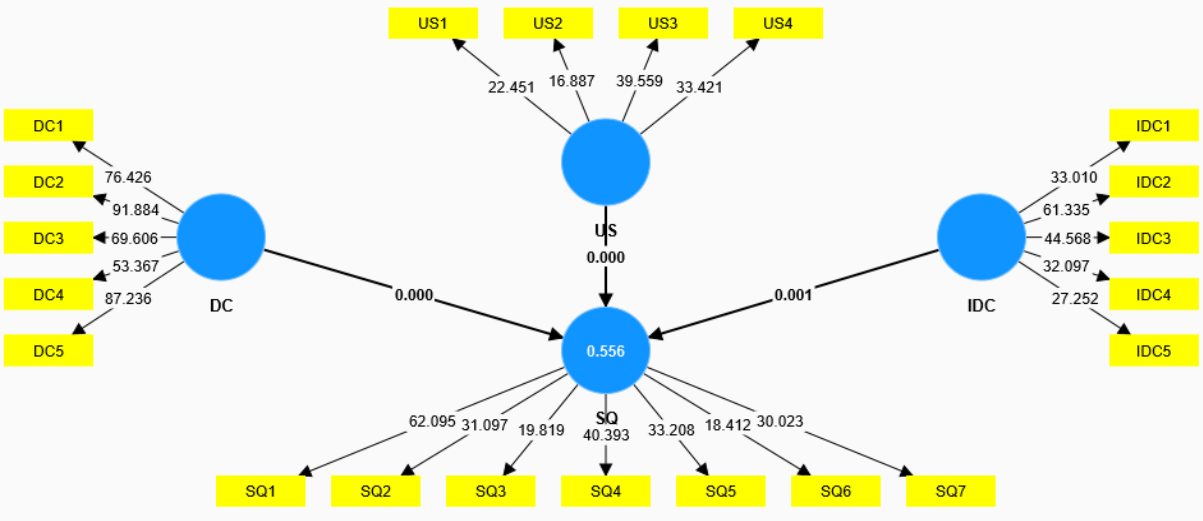 US1 US2 US3 US4
22.451 16.887 39.559 33.421
DC1
DC2
DC3
DC4
DC5
76.426
91.884
69.606
53.367
87.236
DC
US
0.000
IDC1
IDC2
IDC3
IDC4
IDC5
33.010
61.335
44.568
32.097
27.252
IDC
0.000
0.001
0.556
SQ
62.095 31.097 19.819 40.393 33.208 18.412 30.023
SQ1 SQ2 SQ3 SQ4 SQ5 SQ6 SQ7